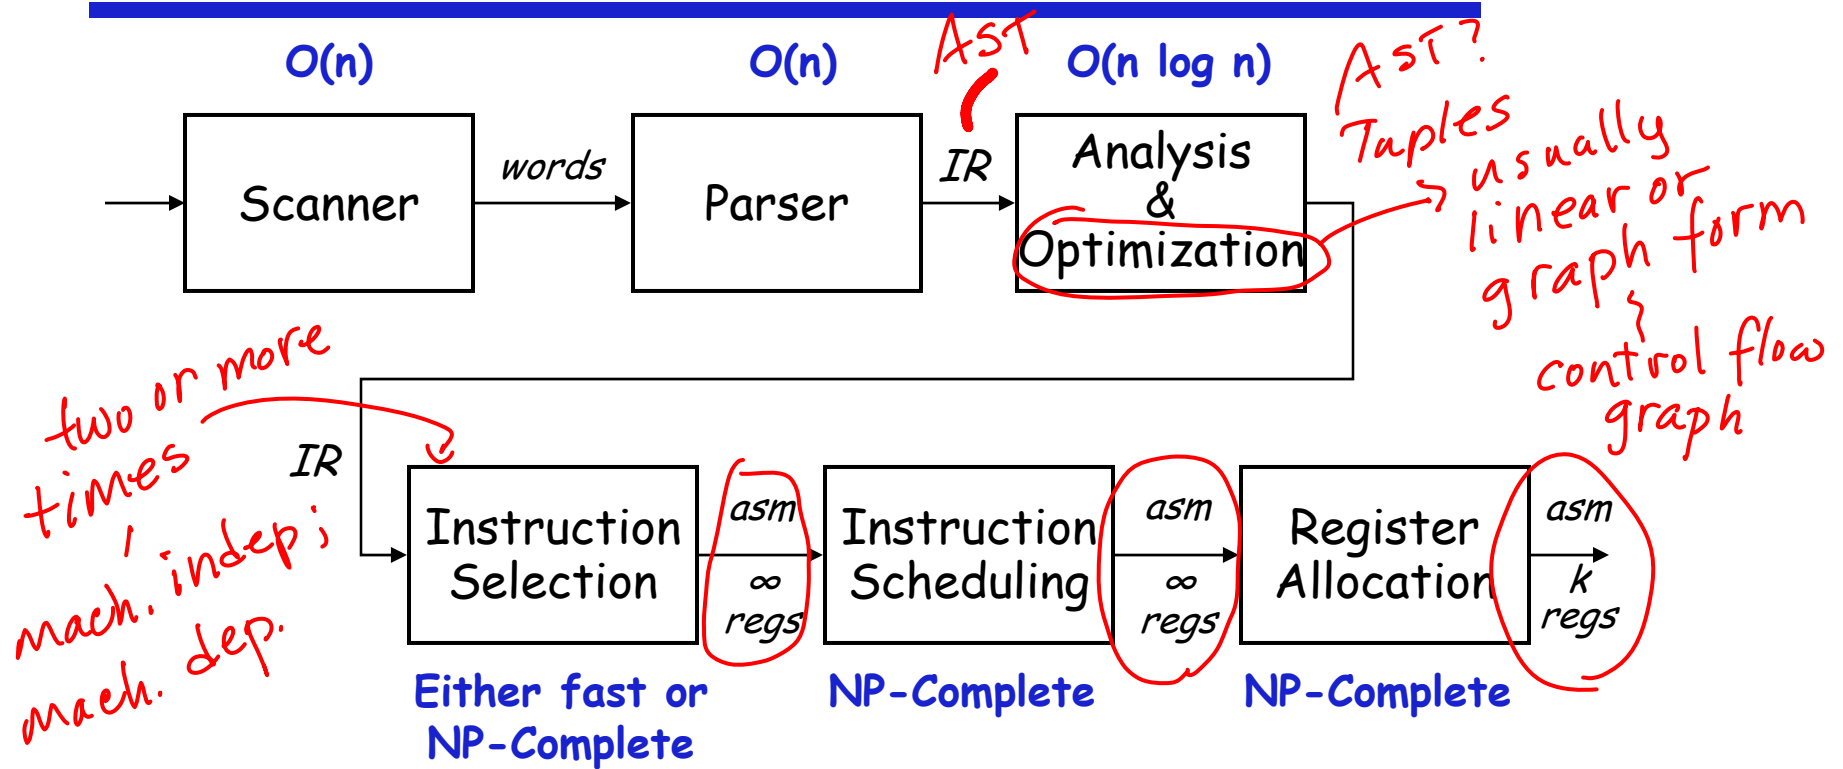 O(n)
O(n)
AST
O(n log n)
AST?
Tuples
usually
linear or
graph form
control flow
graph
Scanner
words
Parser
IR
Analysis
&
Optimization
two or more
times
mach. indep;
mach. dep.
IR
Instruction
Selection
asm
∞
regs
Instruction
Scheduling
asm
∞
regs
Register
Allocation
asm
k
regs
Either fast or
NP-Complete
NP-Complete
NP-Complete